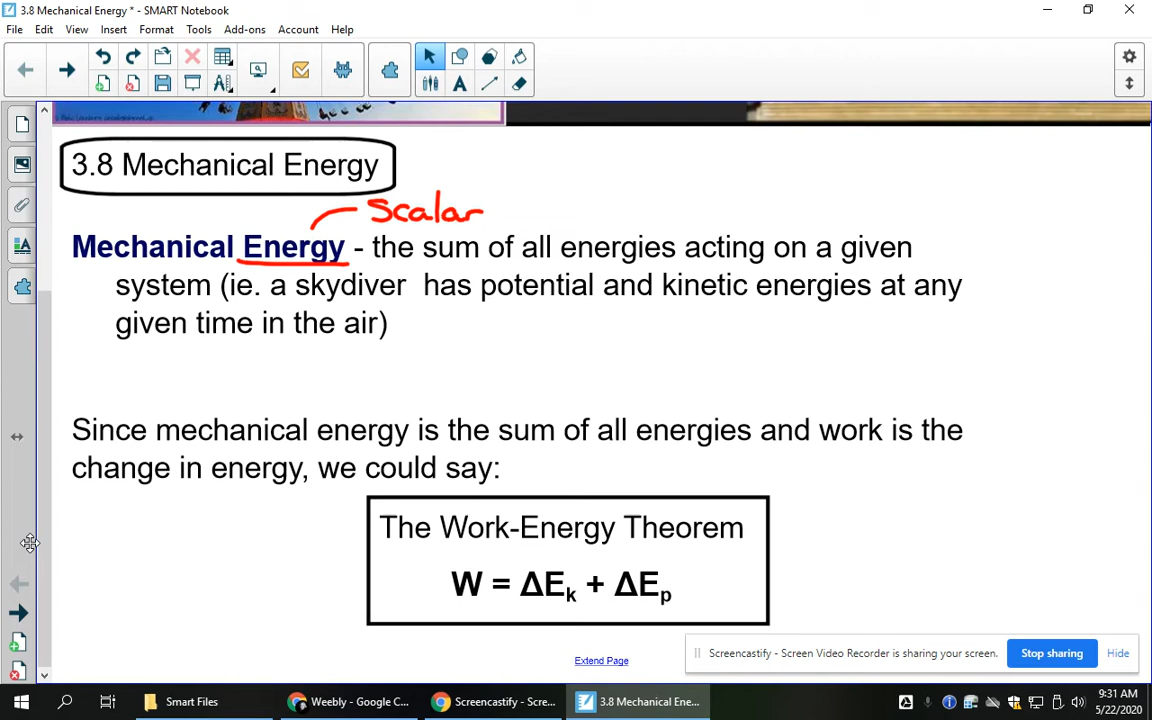 3.8 Mechanical Energy * - SMART Notebook
File Edit View Insert Format Tools Add-ons Account Help
3.8 Mechanical Energy
scalar
Mechanical Energy - the sum of all energies acting on a given
system (ie. a skydiver has potential and kinetic energies at any
given time in the air)
Since mechanical energy is the sum of all energies and work is the
change in energy, we could say:
The Work-Energy Theorem
W = ΔEk + ΔEp
Extend Page
Screencastify - Screen Video Recorder is sharing your screen. Stop sharing Hide
Smart Files Weebly - Google C... Screencastify - Scre... 3.8 Mechanical Ene... 9:31 AM
5/22/2020